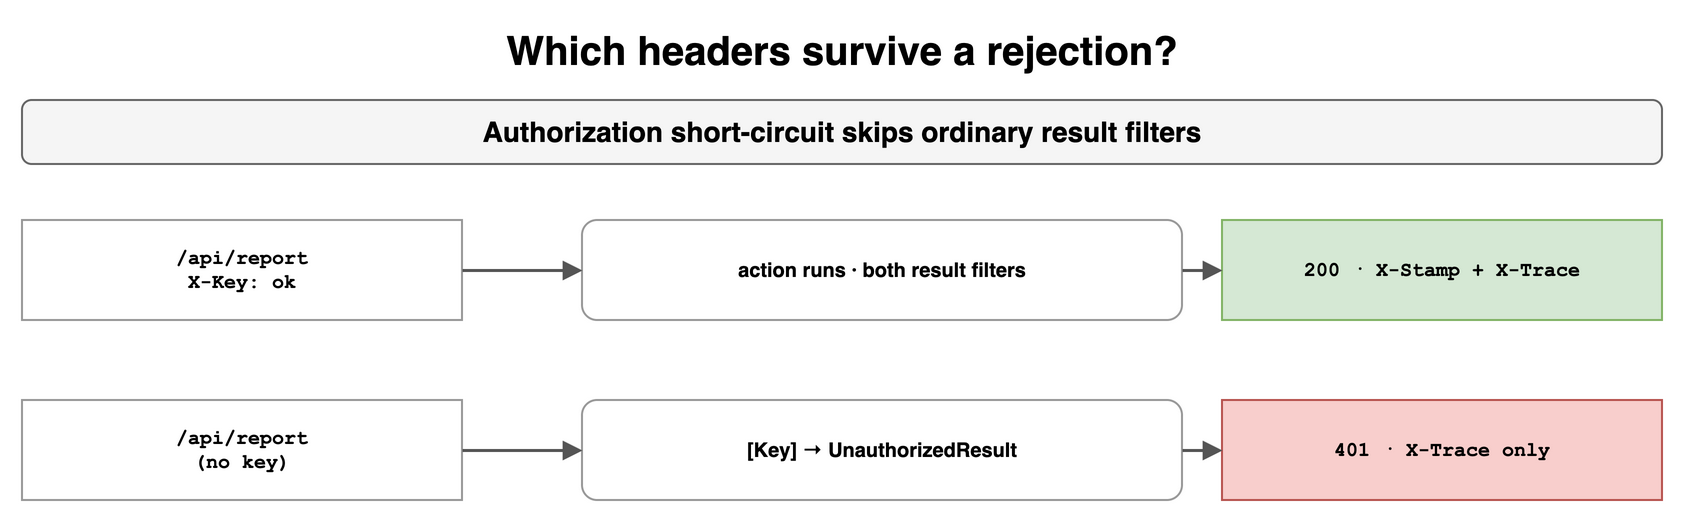 Which headers survive a rejection?
Authorization short-circuit skips ordinary result filters
/api/report
X-Key: ok
action runs · both result filters
200 · X-Stamp + X-Trace
/api/report
(no key)
[Key] → UnauthorizedResult
401 · X-Trace only